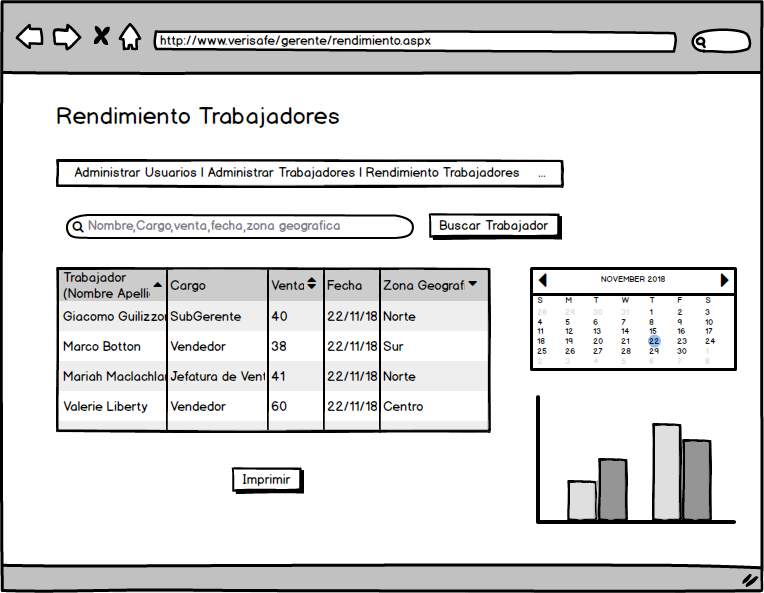 http://www.verisafe/gerente/rendimiento.aspx
Rendimiento Trabajadores
Administrar Usuarios | Administrar Trabajadores | Rendimiento Trabajadores ...
Nombre,Cargo,venta,fecha,zona geografica
Buscar Trabajador
Trabajador
(Nombre Apelli Cargo Venta Fecha Zona Geograf
Giacomo Guilizzor SubGerente 40 22/11/18 Norte
Marco Botton Vendedor 38 22/11/18 Sur
Mariah Maclachlar Jefatura de Vent 41 22/11/18 Norte
Valerie Liberty Vendedor 60 22/11/18 Centro
Imprimir
NOVEMBER 2018
S M T W T F S
28 29 30 31 1 2 3
4 5 6 7 8 9 10
11 12 13 14 15 16 17
18 19 20 21 22 23 24
25 26 27 28 29 30 1
2 3 4 5 6 7 8